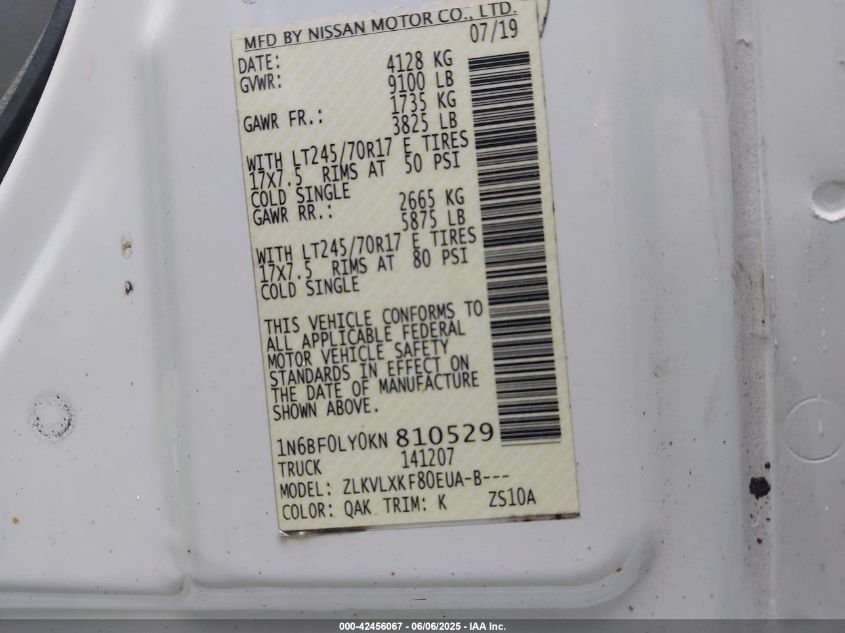 MFD BY NISSAN MOTOR CO., LTD.
DATE: 07/19
GVWR: 4128 KG
9100 LB
GAWR FR.: 1735 KG
3825 LB
WITH LT245/70R17 E TIRES
17X7.5 RIMS AT 50 PSI
COLD SINGLE
GAWR RR.: 2665 KG
5875 LB
WITH LT245/70R17 E TIRES
17X7.5 RIMS AT 80 PSI
COLD SINGLE
THIS VEHICLE CONFORMS TO
ALL APPLICABLE FEDERAL
MOTOR VEHICLE SAFETY
STANDARDS IN EFFECT ON
THE DATE OF MANUFACTURE
SHOWN ABOVE.
1N6BF0LY0KN 810529
TRUCK 141207
MODEL: ZLKVLXKF80EUA-B---
COLOR: QAK TRIM: K ZS10A
000-42456067 - 06/06/2025 - IAA Inc.